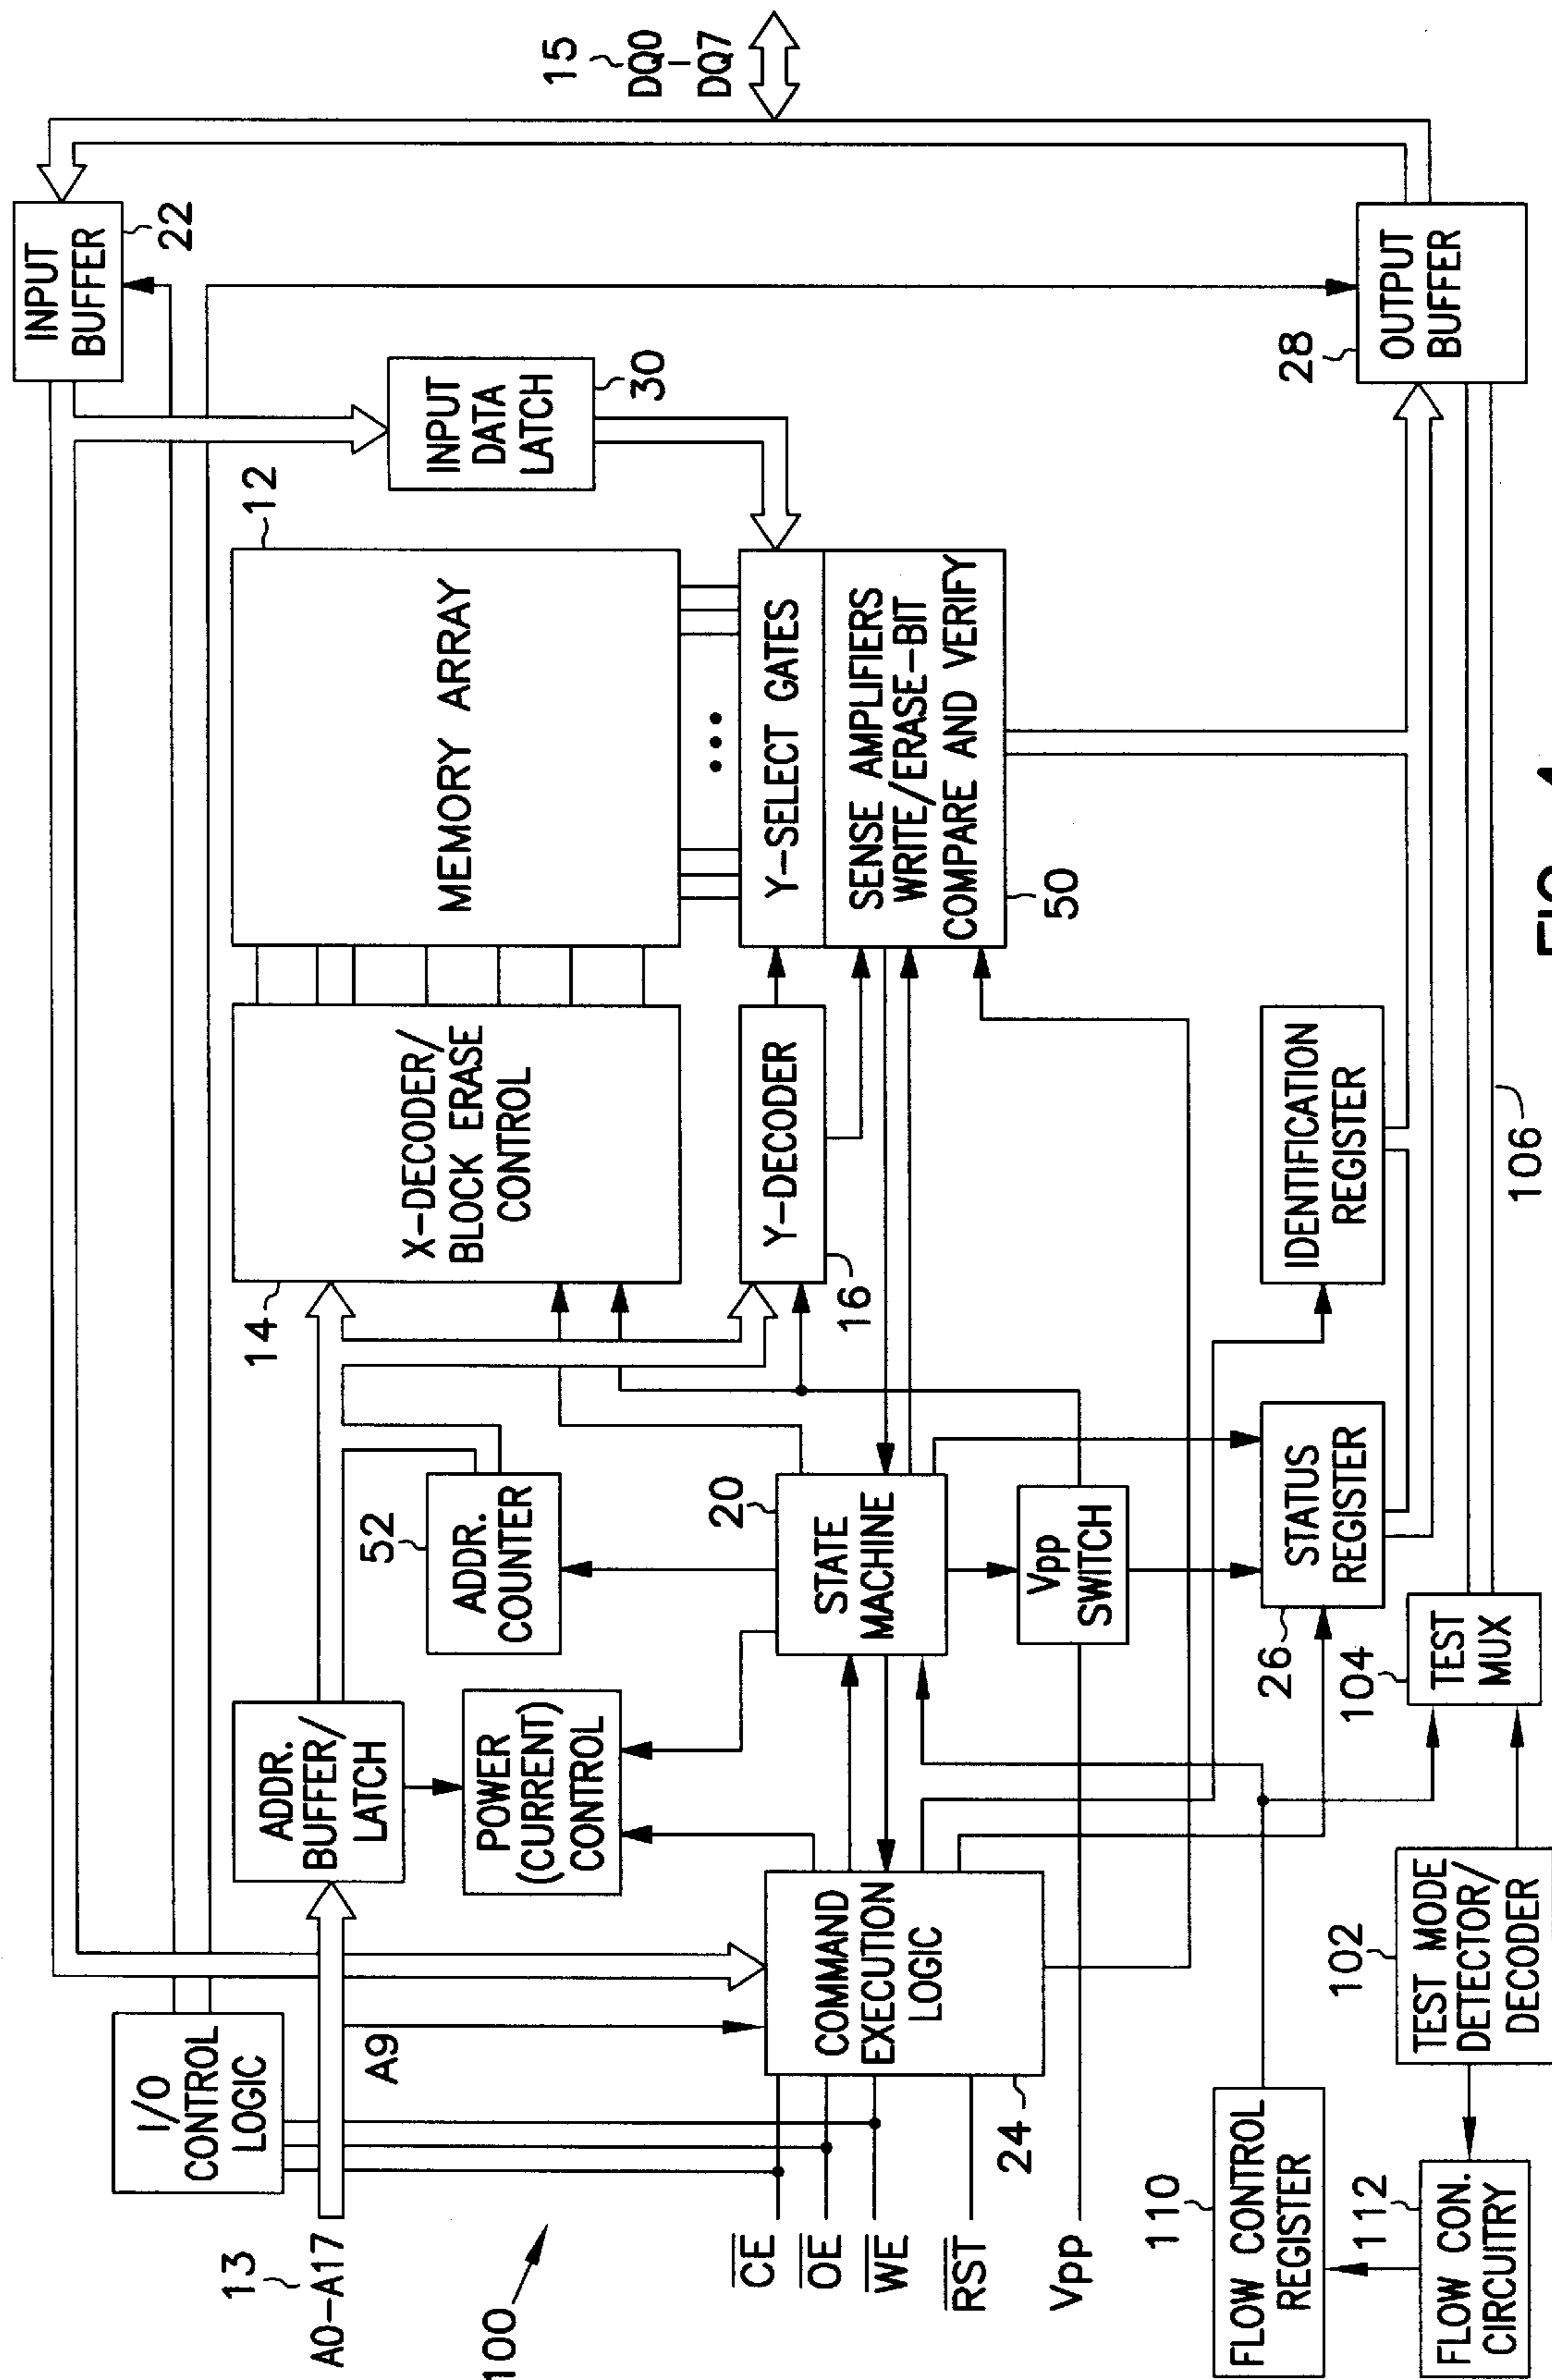 100
13
A0–A17
I/O
CONTROL
LOGIC
A9
CE
OE
WE
RST
Vpp
24
COMMAND
EXECUTION
LOGIC
ADDR.
BUFFER/
LATCH
POWER
(CURRENT)
CONTROL
52
ADDR.
COUNTER
20
STATE
MACHINE
Vpp
SWITCH
14
X–DECODER/
BLOCK ERASE
CONTROL
16
Y–DECODER
12
MEMORY ARRAY
Y–SELECT GATES
SENSE AMPLIFIERS
WRITE/ERASE–BIT
COMPARE AND VERIFY
50
INPUT
DATA
LATCH
30
INPUT
BUFFER
22
15
DQ0
–
DQ7
28
OUTPUT
BUFFER
IDENTIFICATION
REGISTER
26
STATUS
REGISTER
104
TEST
MUX
106
102
TEST MODE
DETECTOR/
DECODER
110
FLOW CONTROL
REGISTER
112
FLOW CON.
CIRCUITRY